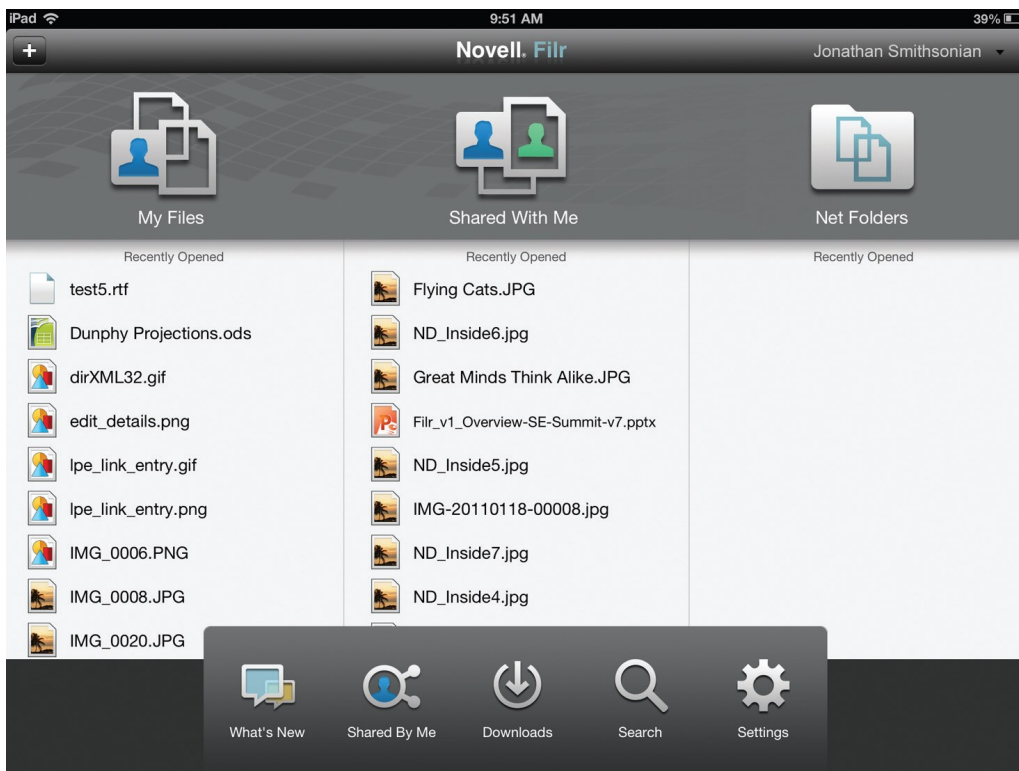 iPad 9:51 AM 39%
Novell. Filr Jonathan Smithsonian
My Files
Shared With Me
Net Folders
Recently Opened
test5.rtf
Dunphy Projections.ods
dirXML32.gif
edit_details.png
lpe_link_entry.gif
lpe_link_entry.png
IMG_0006.PNG
IMG_0008.JPG
IMG_0020.JPG
Recently Opened
Flying Cats.JPG
ND_Inside6.jpg
Great Minds Think Alike.JPG
Filr_v1_Overview-SE-Summit-v7.pptx
ND_Inside5.jpg
IMG-20110118-00008.jpg
ND_Inside7.jpg
ND_Inside4.jpg
Recently Opened
What's New
Shared By Me
Downloads
Search
Settings